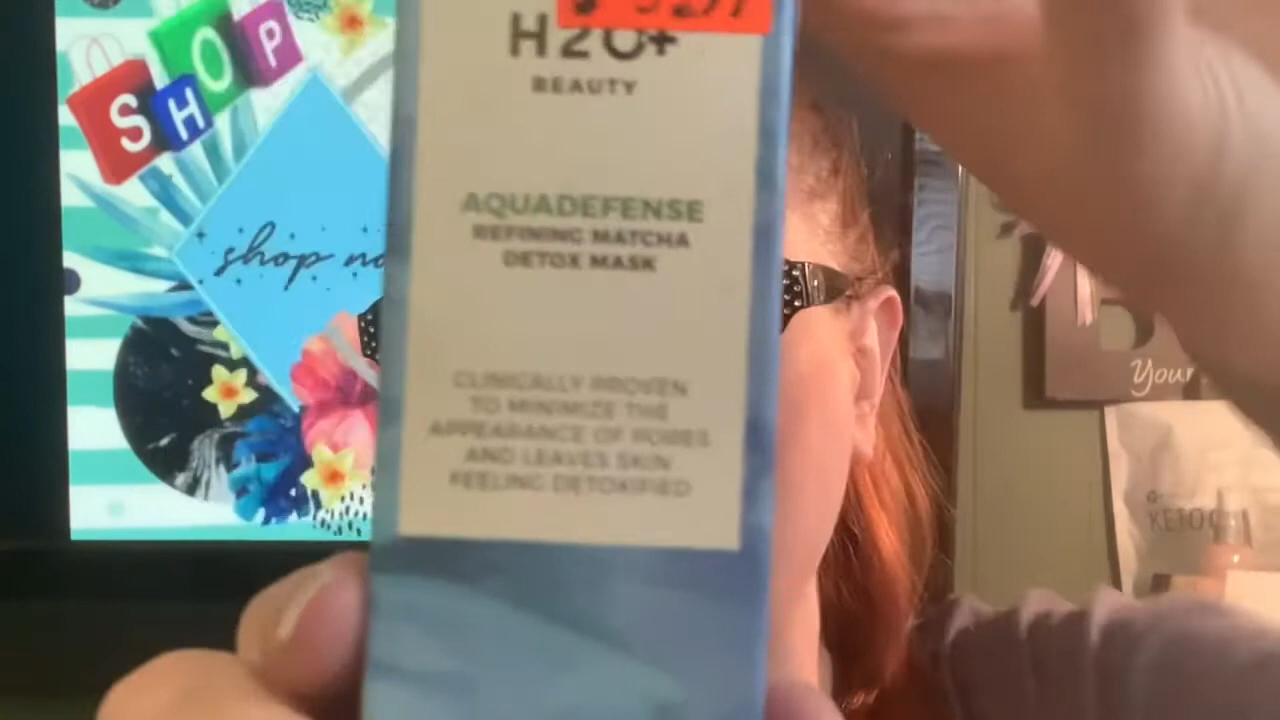 SHOP
shop
H2O+
BEAUTY
AQUADEFENSE
REFINING MATCHA
DETOX MASK
CLINICALLY PROVEN
TO MINIMIZE THE
APPEARANCE OF PORES
AND LEAVES SKIN
FEELING DETOXIFIED
Your
KETO